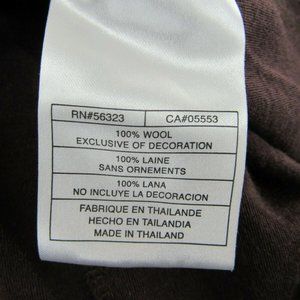 RN#56323 CA#05553
100% WOOL
EXCLUSIVE OF DECORATION
100% LAINE
SANS ORNEMENTS
100% LANA
NO INCLUYE LA DECORACION
FABRIQUE EN THAILANDE
HECHO EN TAILANDIA
MADE IN THAILAND